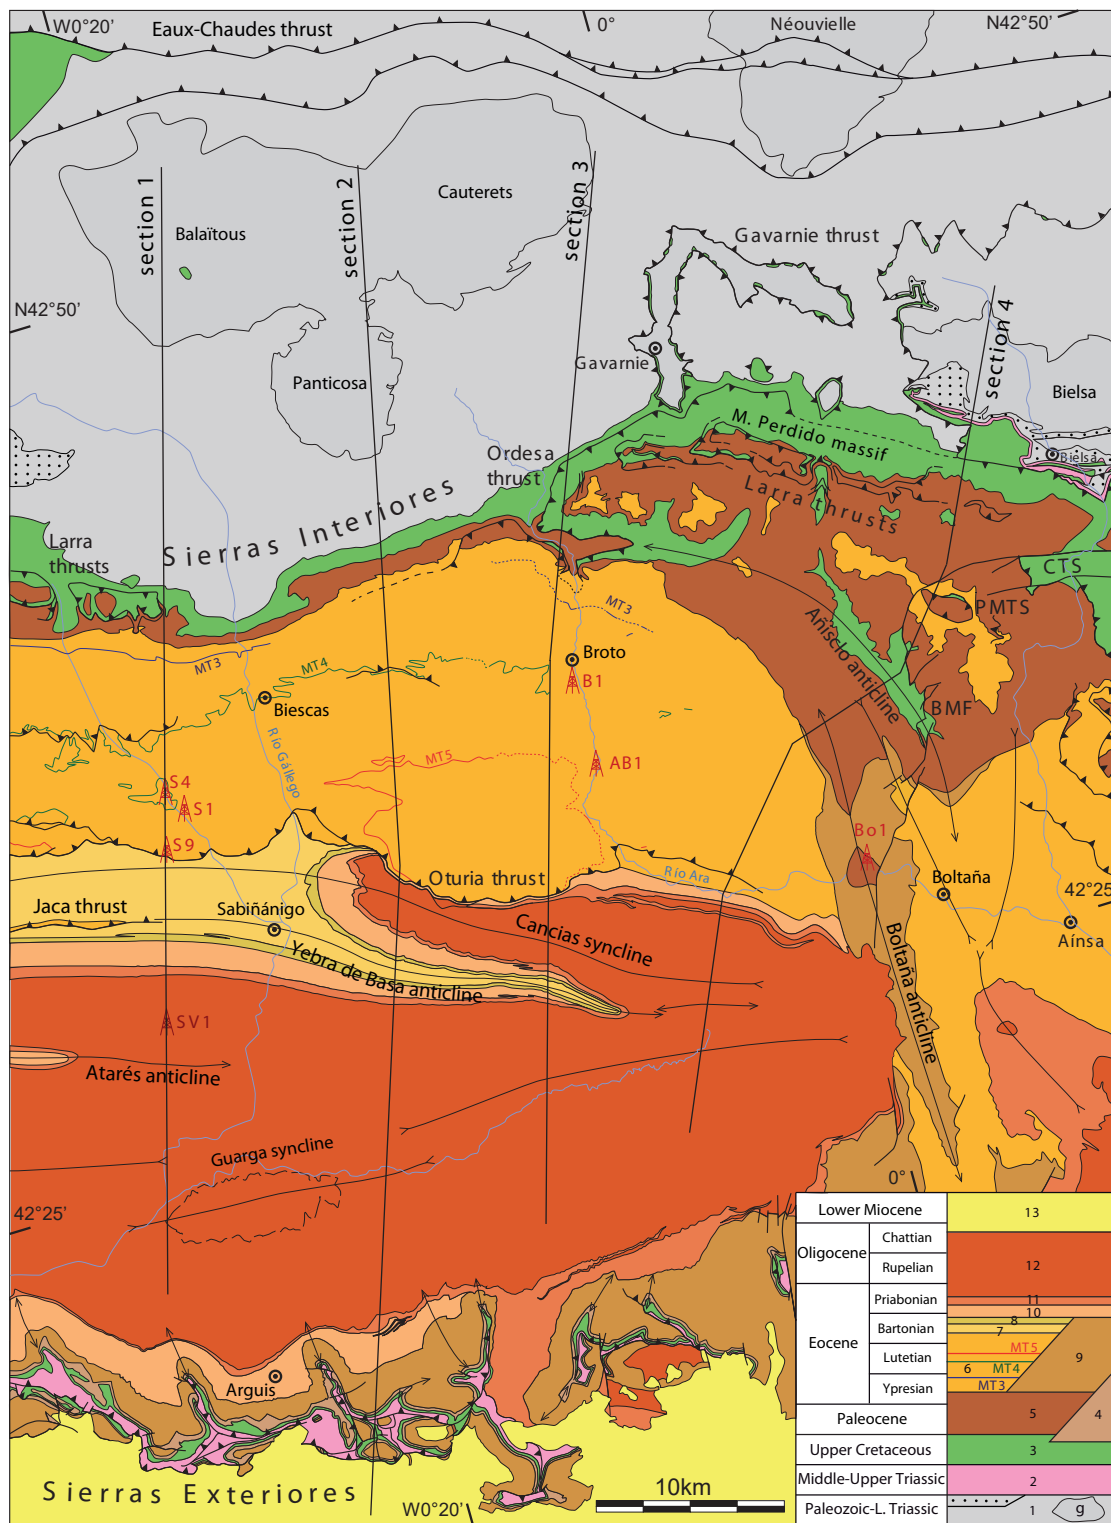 W0°20'
Eaux-Chaudes thrust
0°
Néouvielle
N42°50'
section 1
section 2
section 3
Cauterets
Balaïtous
Gavarnie thrust
N42°50'
section 4
Gavarnie
Panticosa
Bielsa
M. Perdido massif
Bielsa
Ordesa
thrust
Larra thrusts
Sierras Interiores
Larra
thrusts
CTS
PMTS
MT3
Añisclo anticline
MT3
MT4
Broto
B1
BMF
Biescas
Río Gállego
MT5
AB1
S4
S1
S9
Bo1
Río Ara
Boltaña
42°25'
Oturia thrust
Jaca thrust
Sabiñánigo
Cancias syncline
Aínsa
Yebra de Basa anticline
Boltaña anticline
SV1
Atarés anticline
Guarga syncline
0°
42°25'
Arguis
Sierras Exteriores
W0°20'
10km
Lower Miocene
13
Oligocene
Chattian
Rupelian
12
Eocene
Priabonian
11
10
Bartonian
8
7
MT5
Lutetian
6
MT4
9
Ypresian
MT3
Paleocene
5
4
Upper Cretaceous
3
Middle-Upper Triassic
2
Paleozoic-L. Triassic
1
g